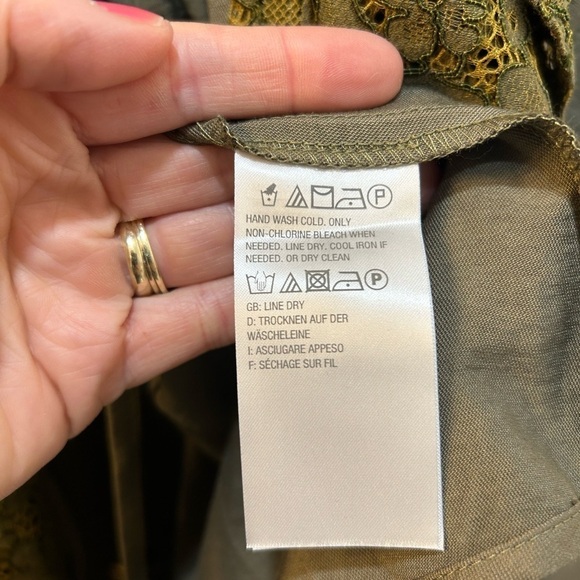 P
HAND WASH COLD. ONLY
NON-CHLORINE BLEACH WHEN
NEEDED. LINE DRY. COOL IRON IF
NEEDED. OR DRY CLEAN
P
GB: LINE DRY
D: TROCKNEN AUF DER
WÄSCHELEINE
I: ASCIUGARE APPESO
F: SÉCHAGE SUR FIL